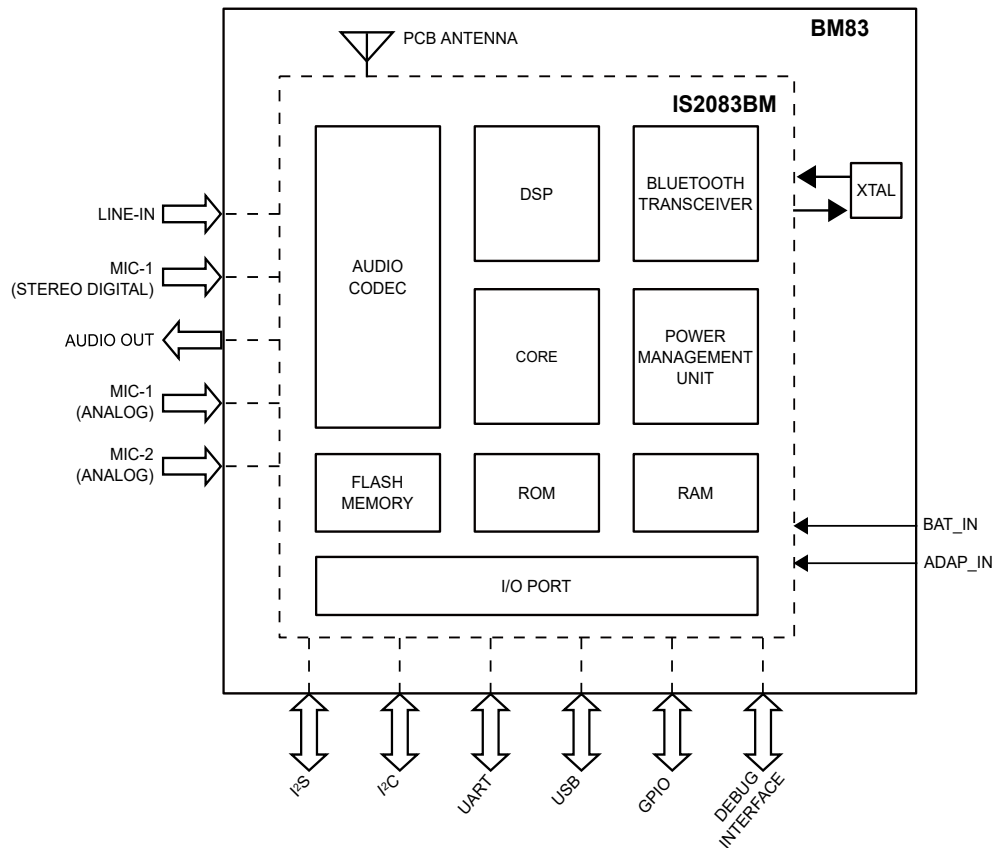 BM83
PCB ANTENNA
IS2083BM
AUDIO
CODEC
DSP
BLUETOOTH
TRANSCEIVER
XTAL
LINE-IN
MIC-1
(STEREO DIGITAL)
AUDIO OUT
MIC-1
(ANALOG)
MIC-2
(ANALOG)
CORE
POWER
MANAGEMENT
UNIT
FLASH
MEMORY
ROM
RAM
BAT_IN
ADAP_IN
I/O PORT
I²S
I²C
UART
USB
GPIO
DEBUG
INTERFACE